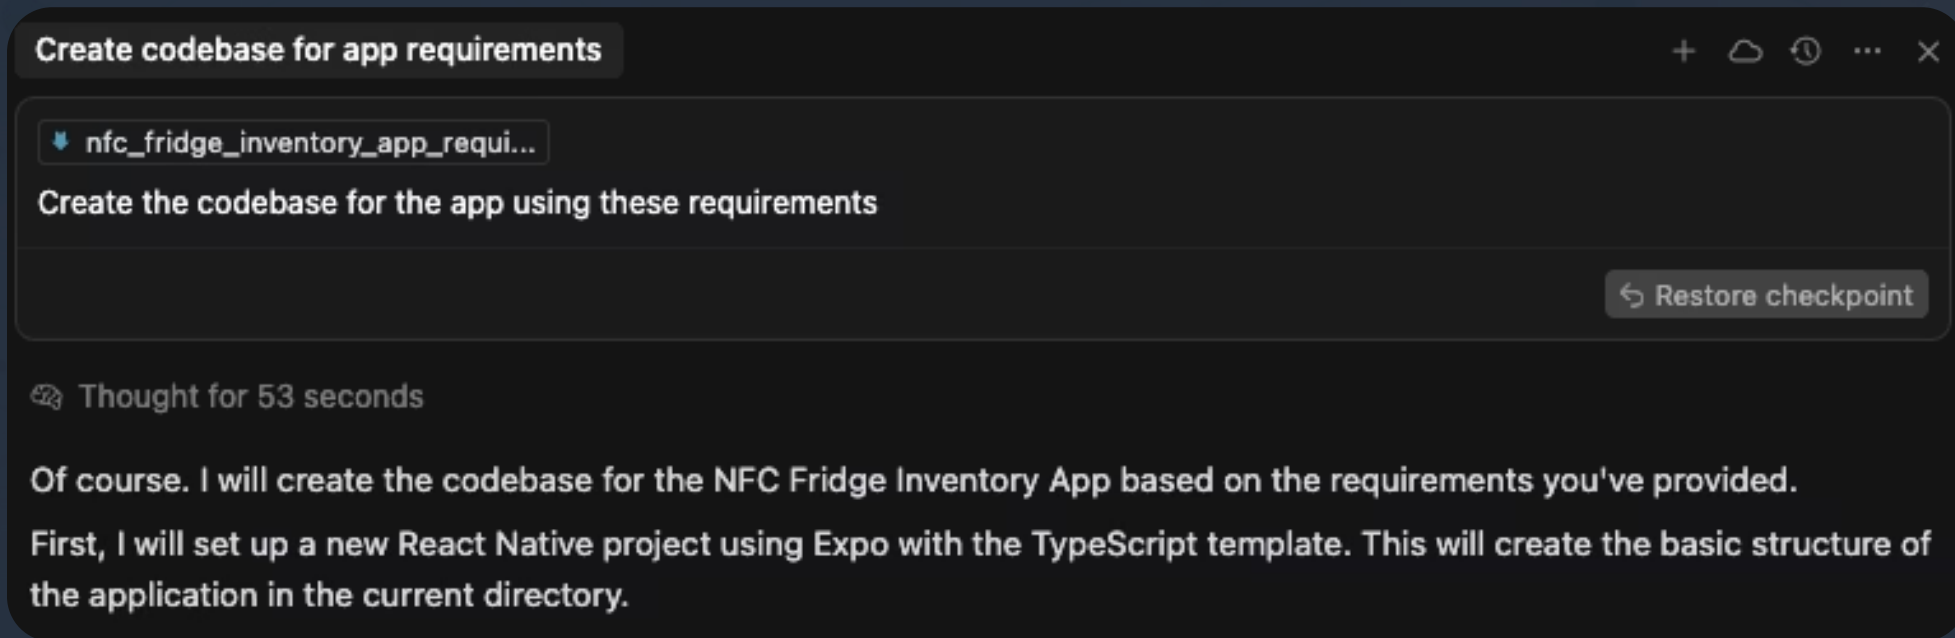 Create codebase for app requirements
nfc_fridge_inventory_app_requi...
Create the codebase for the app using these requirements
Restore checkpoint
Thought for 53 seconds
Of course. I will create the codebase for the NFC Fridge Inventory App based on the requirements you've provided.
First, I will set up a new React Native project using Expo with the TypeScript template. This will create the basic structure of
the application in the current directory.